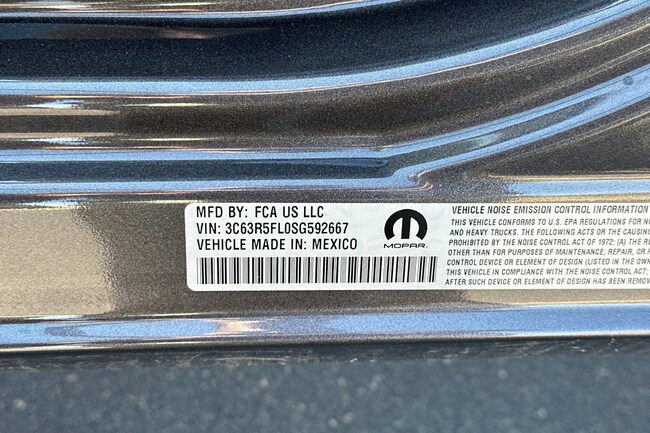 MFD BY: FCA US LLC
VIN: 3C63R5FL0SG592667
VEHICLE MADE IN: MEXICO
MOPAR
VEHICLE NOISE EMISSION CONTROL INFORMATION
THIS VEHICLE CONFORMS TO U.S. EPA REGULATIONS FOR
AND HEAVY TRUCKS. THE FOLLOWING ACTS OR THE CAUSING
PROHIBITED BY THE NOISE CONTROL ACT OF 1972: (A) THE
OTHER THAN FOR PURPOSES OF MAINTENANCE, REPAIR, OR
CONTROL DEVICE OR ELEMENT OF DESIGN (LISTED IN THE
THIS VEHICLE IN COMPLIANCE WITH THE NOISE CONTROL ACT;
AFTER SUCH DEVICE OR ELEMENT OF DESIGN HAS BEEN